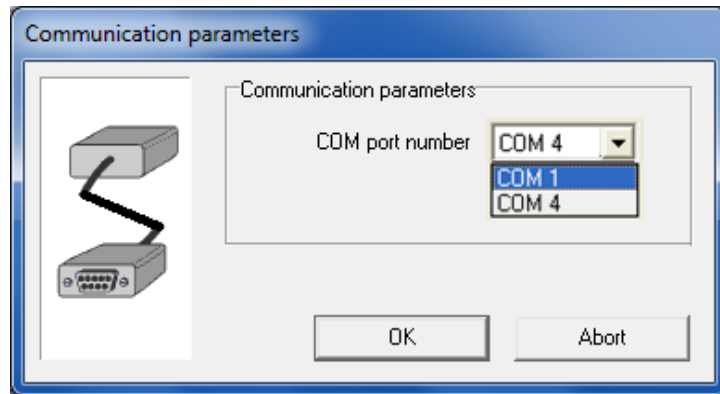 Communication parameters
Communication parameters
COM port number COM 4
COM 1
COM 4
OK Abort